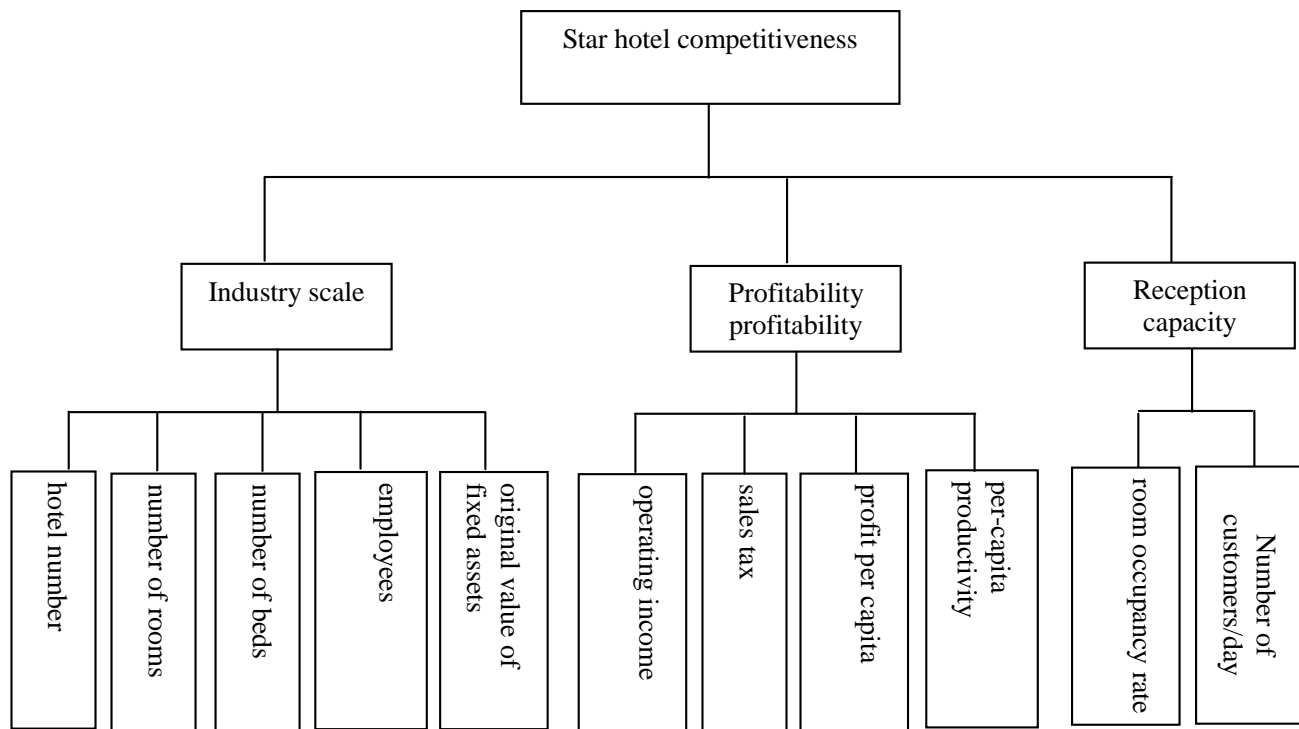 Star hotel competitiveness
Industry scale
Profitability
profitability
Reception
capacity
hotel number
number of rooms
number of beds
employees
original value of
fixed assets
operating income
sales tax
profit per capita
per-capita
productivity
room occupancy rate
Number of
customers/day